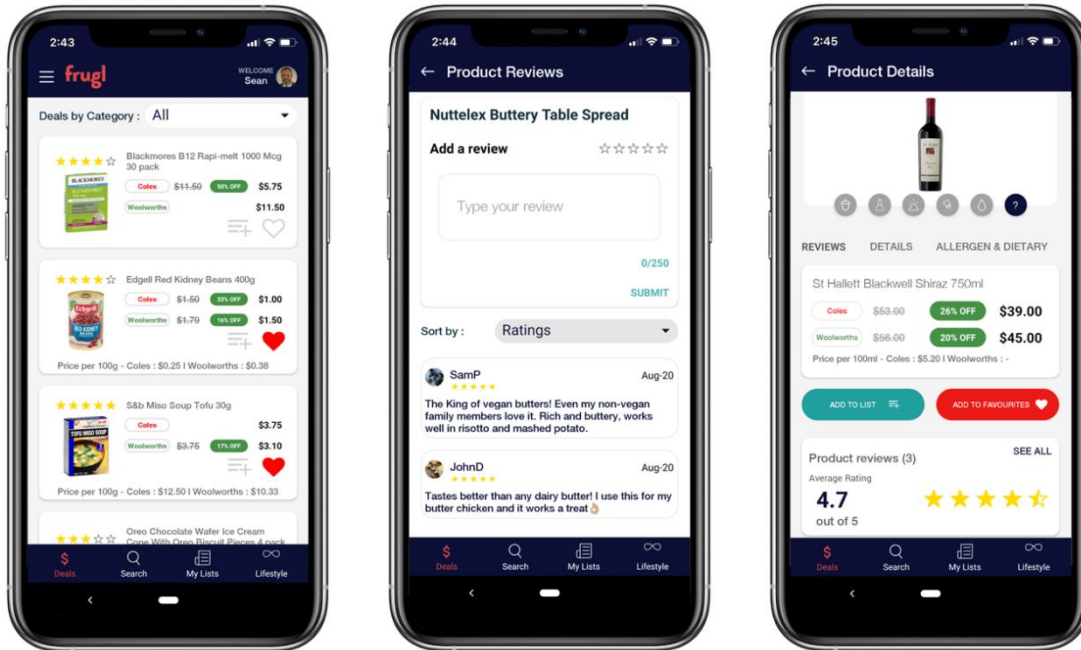 2:43
frugl
WELCOME
Sean
Deals by Category : All
Blackmores B12 Rapi-melt 1000 Mcg
30 pack
BLACKMORES
Coles $11.50 50% OFF $5.75
Woolworths $11.50
Edgell Red Kidney Beans 400g
Edgell
RED KIDNEY
BEANS
Coles $1.50 33% OFF $1.00
Woolworths $1.79 16% OFF $1.50
Price per 100g - Coles : $0.25 I Woolworths : $0.38
S&b Miso Soup Tofu 30g
TOFU MISO SOUP
Coles $3.75
Woolworths $3.75 17% OFF $3.10
Price per 100g - Coles : $12.50 I Woolworths : $10.33
Oreo Chocolate Wafer Ice Cream
Cone With Oreo Biscuit Pieces 4 pack
$
Deals Search My Lists Lifestyle
2:44
← Product Reviews
Nuttelex Buttery Table Spread
Add a review
Type your review
0/250
SUBMIT
Sort by : Ratings
SamP Aug-20
The King of vegan butters! Even my non-vegan
family members love it. Rich and buttery, works
well in risotto and mashed potato.
JohnD Aug-20
Tastes better than any dairy butter! I use this for my
butter chicken and it works a treat👌🏼
$
Deals Search My Lists Lifestyle
2:45
← Product Details
?
REVIEWS DETAILS ALLERGEN & DIETARY
St Hallett Blackwell Shiraz 750ml
Coles $53.00 26% OFF $39.00
Woolworths $56.00 20% OFF $45.00
Price per 100ml - Coles : $5.20 I Woolworths : -
ADD TO LIST ADD TO FAVOURITES
Product reviews (3) SEE ALL
Average Rating
4.7
out of 5
$
Deals Search My Lists Lifestyle